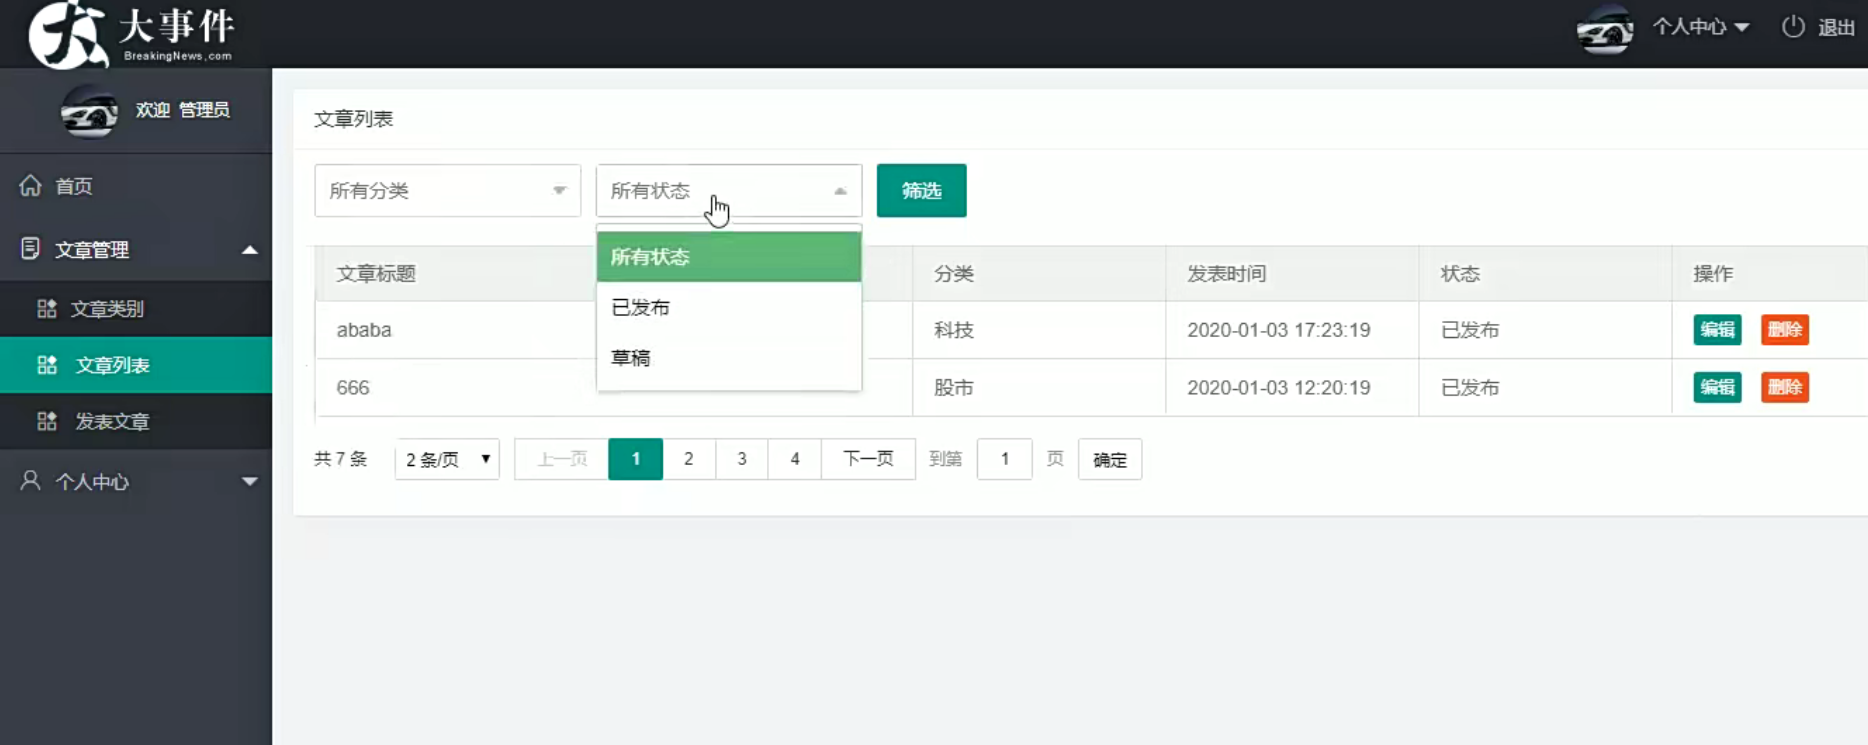 大事件
BreakingNews.com
个人中心
退出
欢迎 管理员
首页
文章管理
文章类别
文章列表
发表文章
个人中心
文章列表
所有分类
所有状态
筛选
所有状态
已发布
草稿
文章标题 分类 发表时间 状态 操作
ababa 科技 2020-01-03 17:23:19 已发布 编辑 删除
666 股市 2020-01-03 12:20:19 已发布 编辑 删除
共 7 条 2 条/页 上一页 1 2 3 4 下一页 到第 1 页 确定